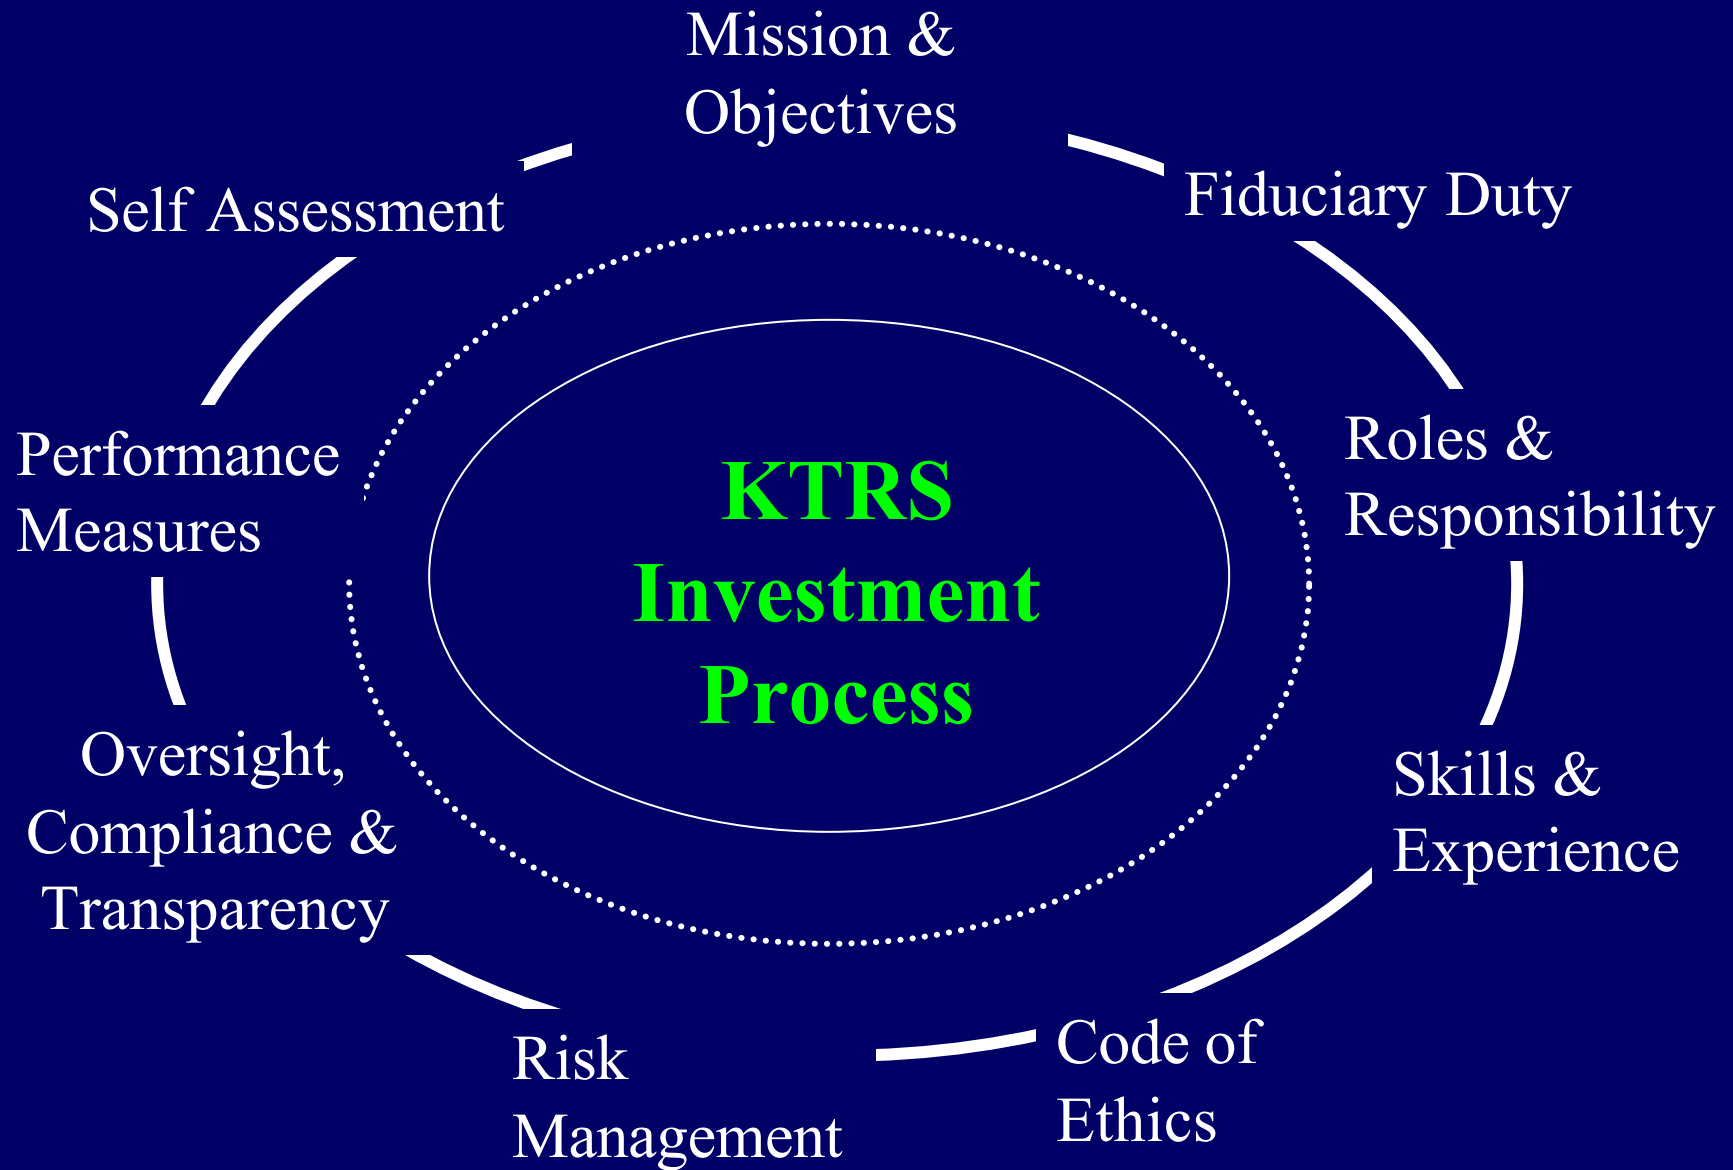 Mission &
Objectives
Fiduciary Duty
Self Assessment
Roles &
Responsibility
Performance
Measures
KTRS
Investment
Process
Skills &
Experience
Oversight,
Compliance &
Transparency
Code of
Ethics
Risk
Management